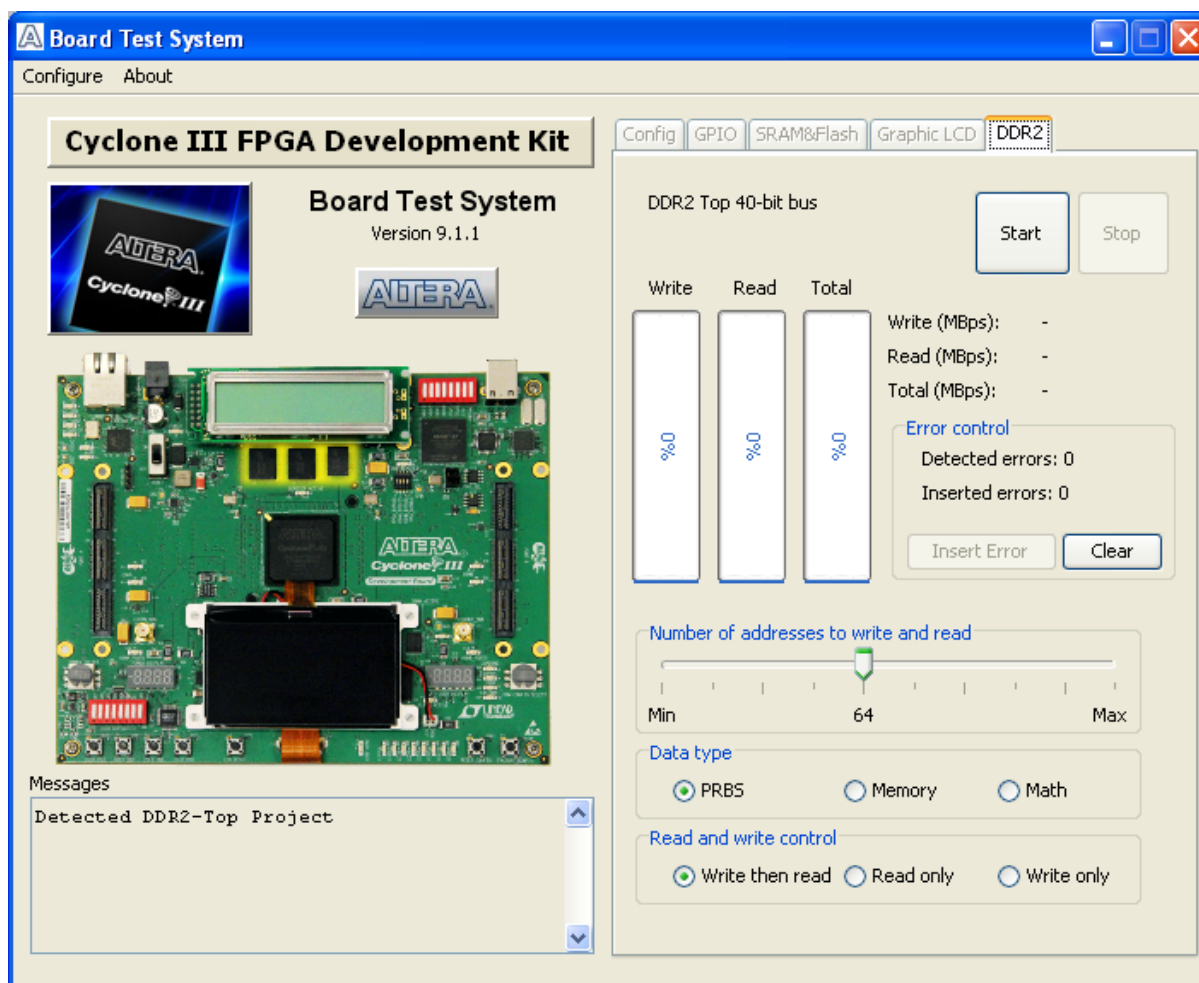 Board Test System
Configure About
Cyclone III FPGA Development Kit
ALTERA
Cyclone III
Board Test System
Version 9.1.1
ALTERA
ALTERA
Cyclone III
Messages
Detected DDR2-Top Project
Config GPIO SRAM&Flash Graphic LCD DDR2
DDR2 Top 40-bit bus
Start Stop
Write Read Total
0% 0% 0%
Write (MBps): -
Read (MBps): -
Total (MBps): -
Error control
Detected errors: 0
Inserted errors: 0
Insert Error Clear
Number of addresses to write and read
Min 64 Max
Data type
PRBS Memory Math
Read and write control
Write then read Read only Write only